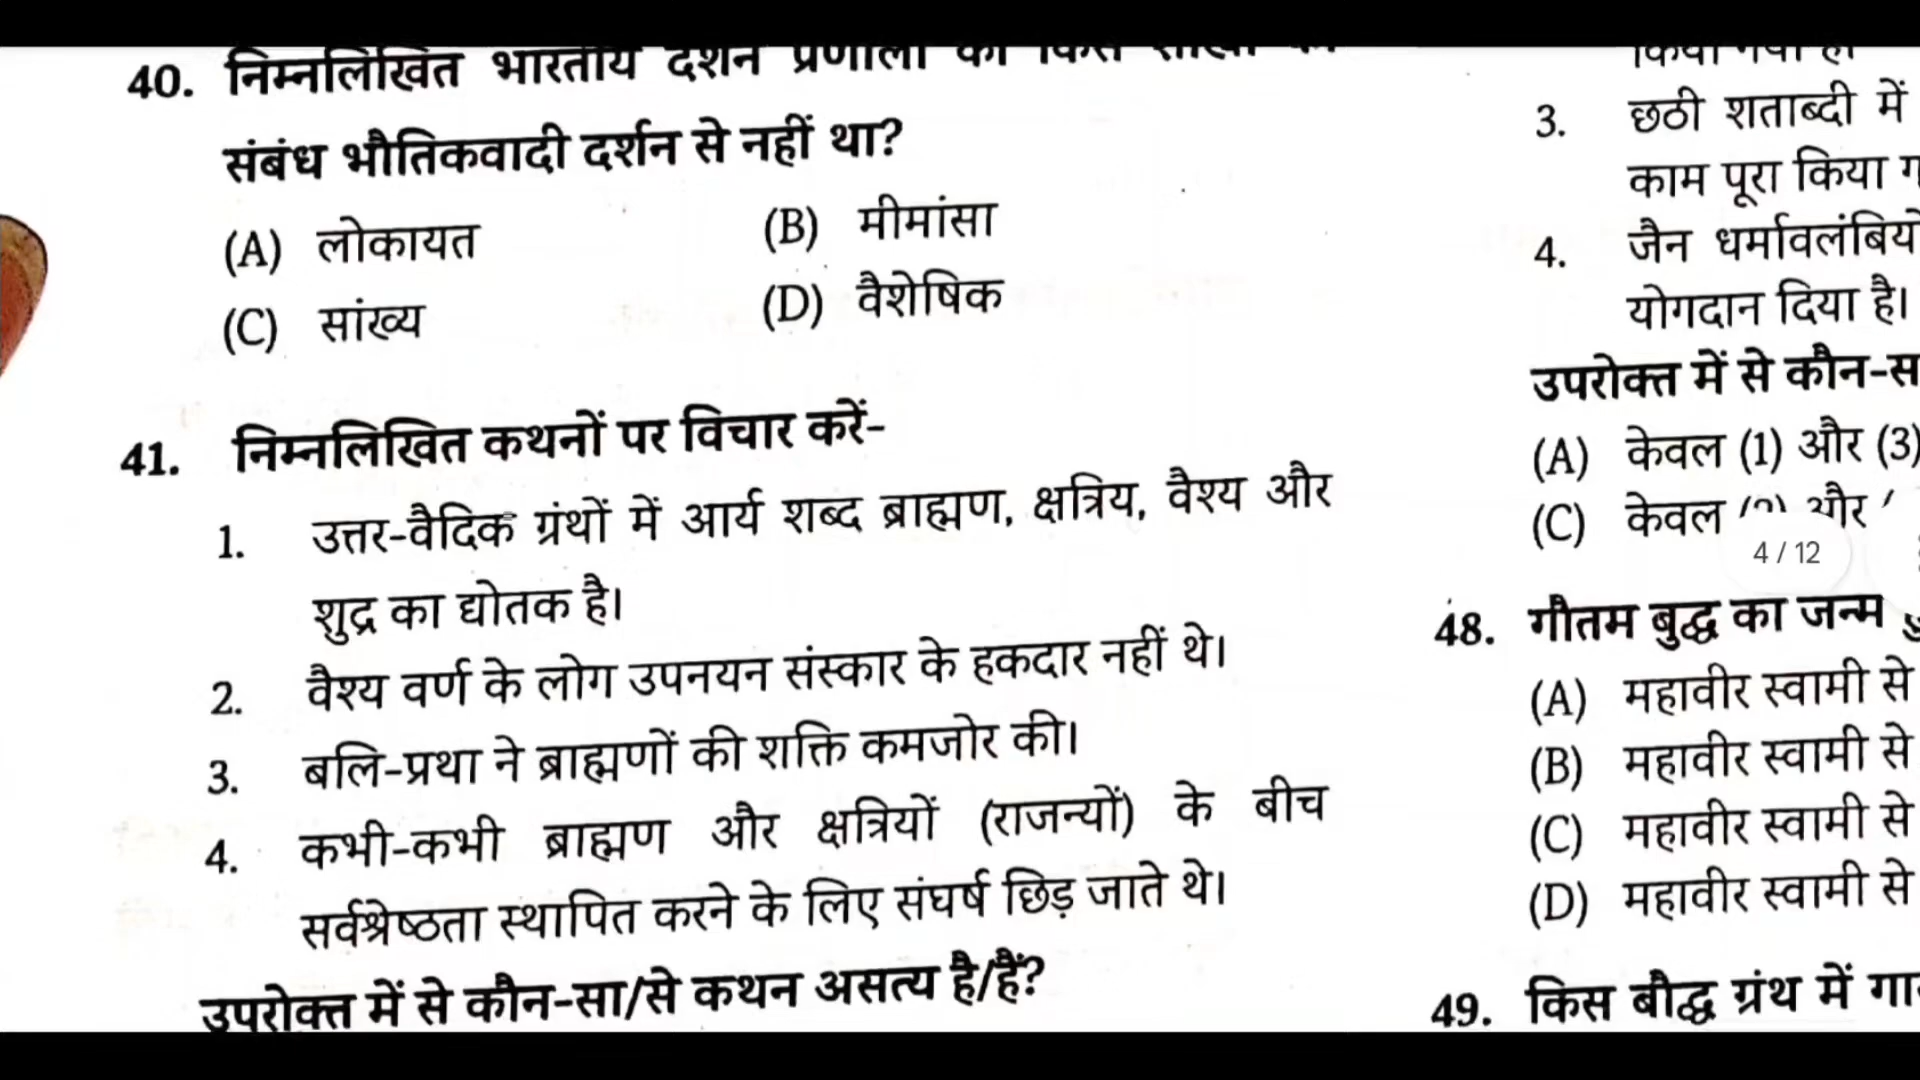 40. निम्नलिखित भारतीय दर्शन प्रणाली की किस
संबंध भौतिकवादी दर्शन से नहीं था?
(A) लोकायत (B) मीमांसा
(C) सांख्य (D) वैशेषिक
41. निम्नलिखित कथनों पर विचार करें-
1. उत्तर-वैदिक ग्रंथों में आर्य शब्द ब्राह्मण, क्षत्रिय, वैश्य और
शुद्र का द्योतक है।
2. वैश्य वर्ण के लोग उपनयन संस्कार के हकदार नहीं थे।
3. बलि-प्रथा ने ब्राह्मणों की शक्ति कमजोर की।
4. कभी-कभी ब्राह्मण और क्षत्रियों (राजन्यों) के बीच
सर्वश्रेष्ठता स्थापित करने के लिए संघर्ष छिड़ जाते थे।
उपरोक्त में से कौन-सा/से कथन असत्य है/हैं?
3. छठी शताब्दी में
काम पूरा किया
4. जैन
योगदान दिया है।
उपरोक्त में से
(A) केवल (1) और (3)
(C) केवल और
4 / 12
48. गौतम बुद्ध का जन्म
(A) महावीर स्वामी से
(B) महावीर स्वामी से
(C) महावीर स्वामी से
(D) महावीर स्वामी से
49. किस बौद्ध ग्रंथ में